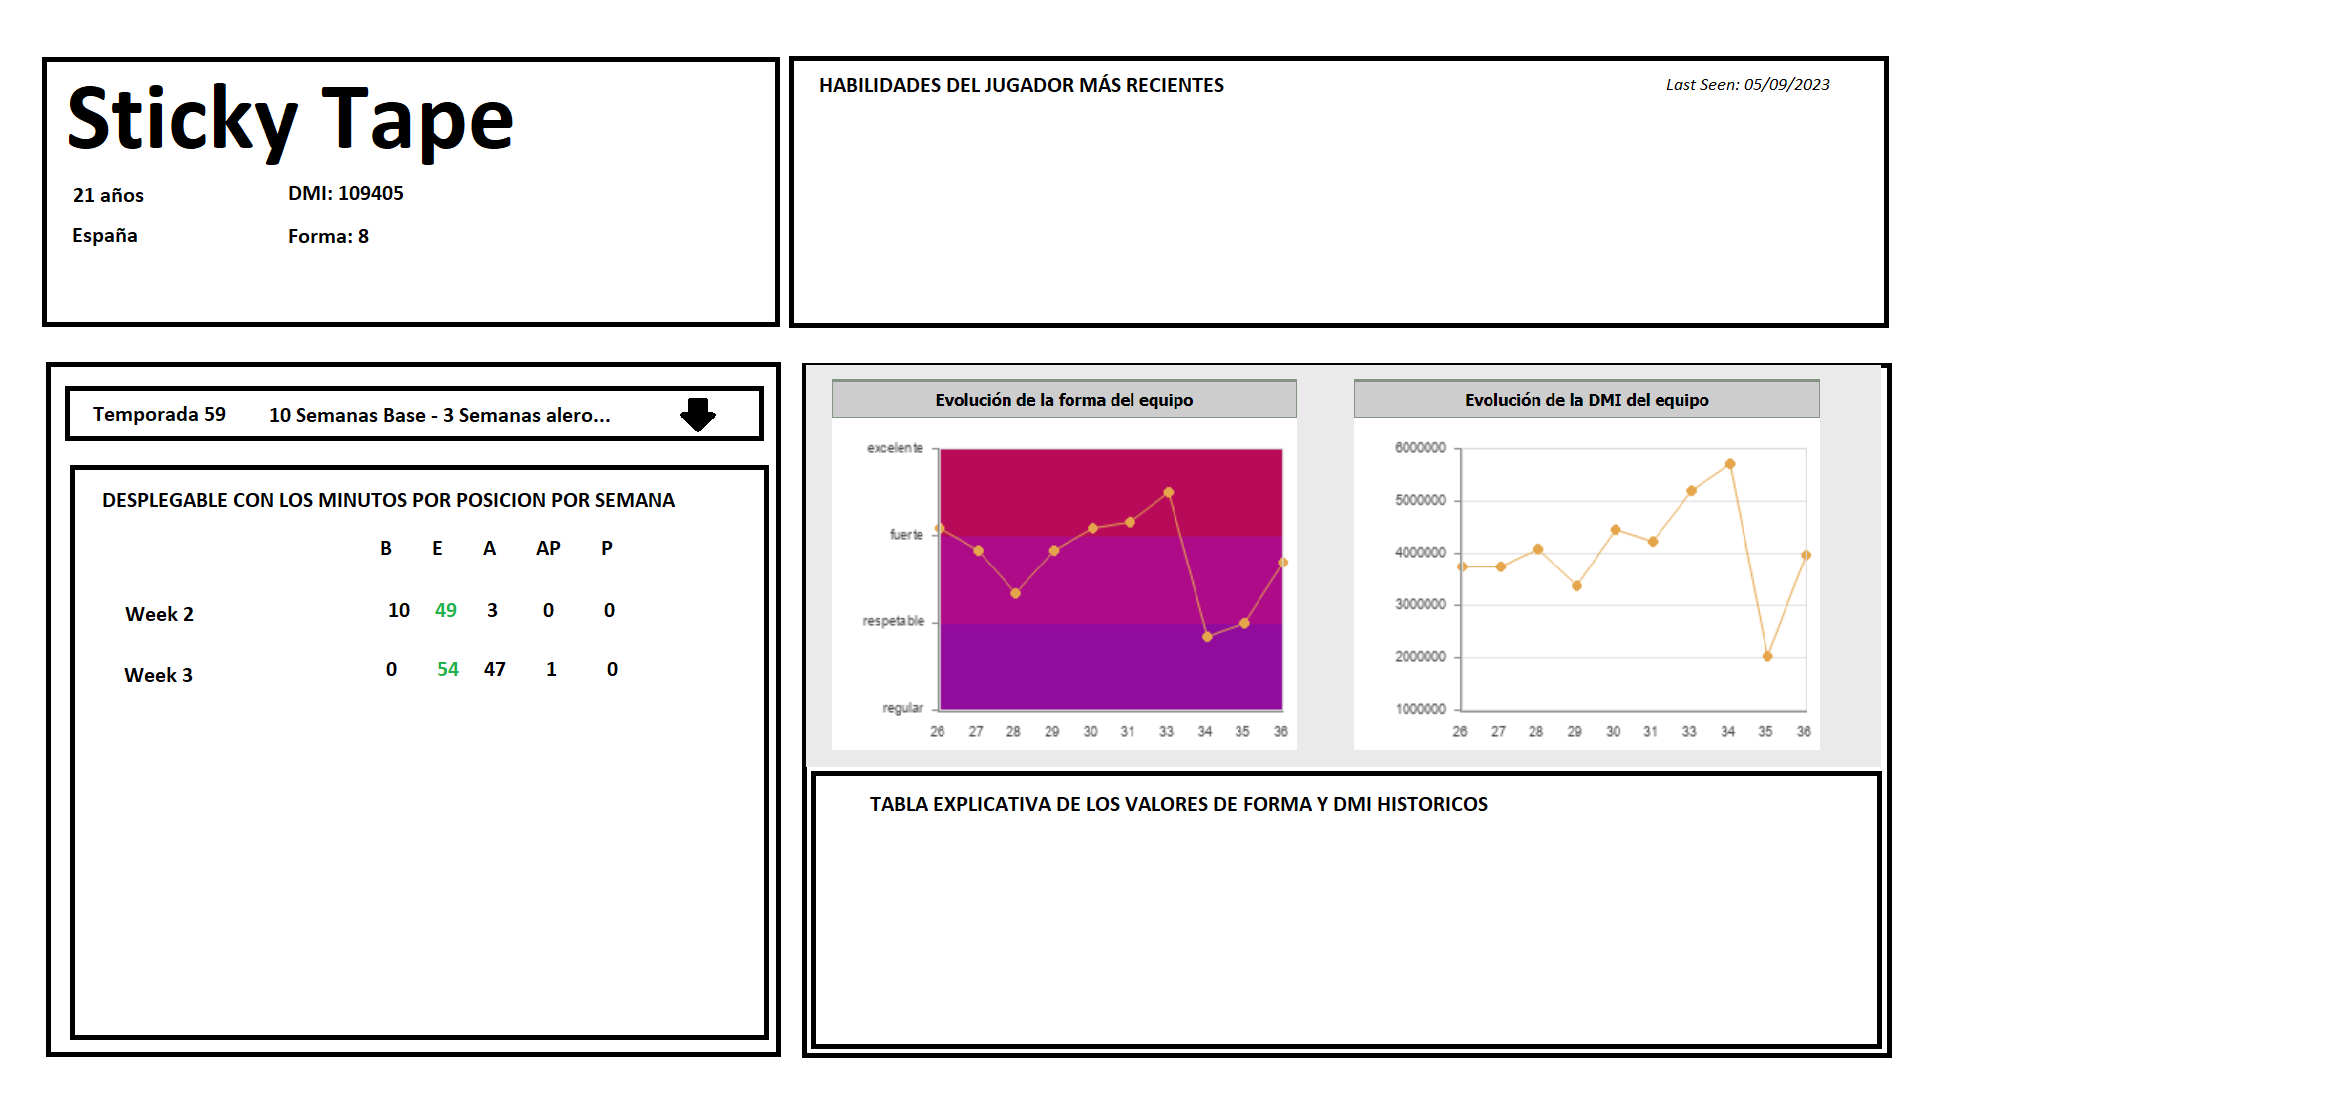 Sticky Tape
21 años
DMI: 109405
España
Forma: 8
HABILIDADES DEL JUGADOR MÁS RECIENTES
Last Seen: 05/09/2023
Temporada 59
10 Semanas Base - 3 Semanas alero...
DESPLEGABLE CON LOS MINUTOS POR POSICION POR SEMANA
B E A AP P
Week 2 10 49 3 0 0
Week 3 0 54 47 1 0
Evolución de la forma del equipo
excelente
fuerte
respetable
regular
26 27 28 29 30 31 33 34 35 36
Evolución de la DMI del equipo
6000000
5000000
4000000
3000000
2000000
1000000
26 27 28 29 30 31 33 34 35 36
TABLA EXPLICATIVA DE LOS VALORES DE FORMA Y DMI HISTORICOS